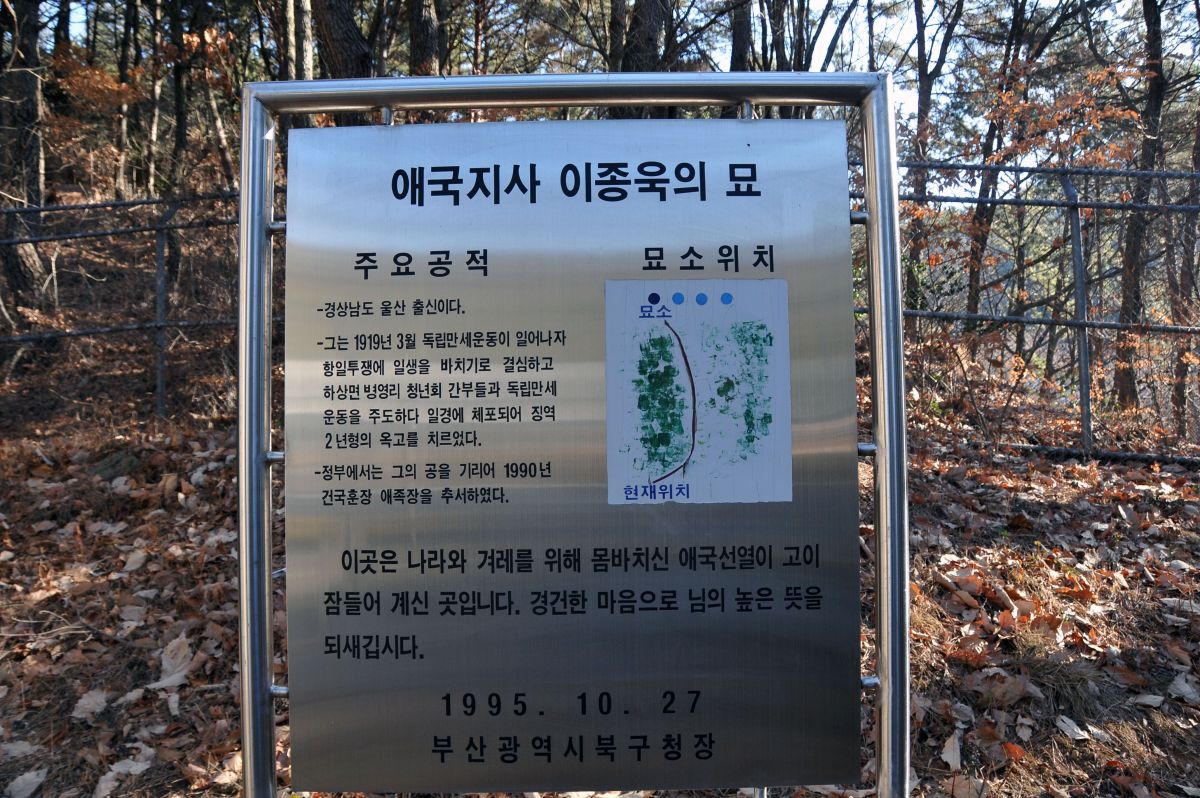 애국지사 이종욱의 묘
주요공적
-경상남도 울산 출신이다.
-그는 1919년 3월 독립만세운동이 일어나자
항일투쟁에 일생을 바치기로 결심하고
하상면 병영리 청년회 간부들과 독립만세
운동을 주도하다 일경에 체포되어 징역
2년형의 옥고를 치르었다.
-정부에서는 그의 공을 기리어 1990년
건국훈장 애족장을 추서하였다.
묘소위치
묘소
현재위치
이곳은 나라와 겨레를 위해 몸바치신 애국선열이 고이
잠들어 계신 곳입니다. 경건한 마음으로 님의 높은 뜻을
되새깁시다.
1995. 10. 27
부산광역시북구청장